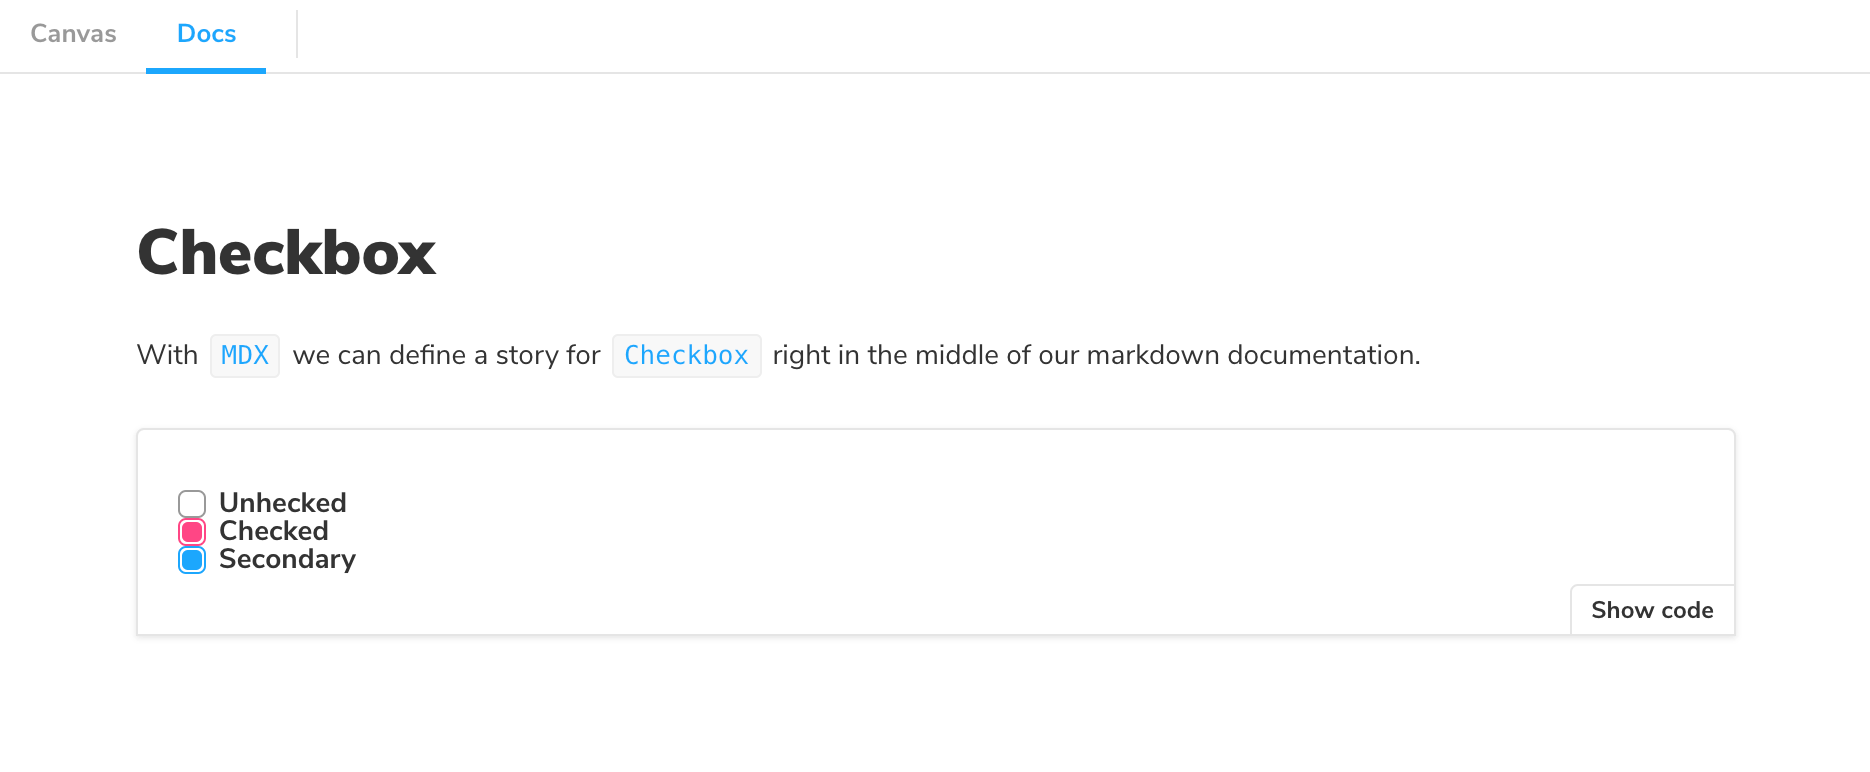 Canvas Docs
Checkbox
With MDX we can define a story for Checkbox right in the middle of our markdown documentation.
Unhecked
Checked
Secondary
Show code